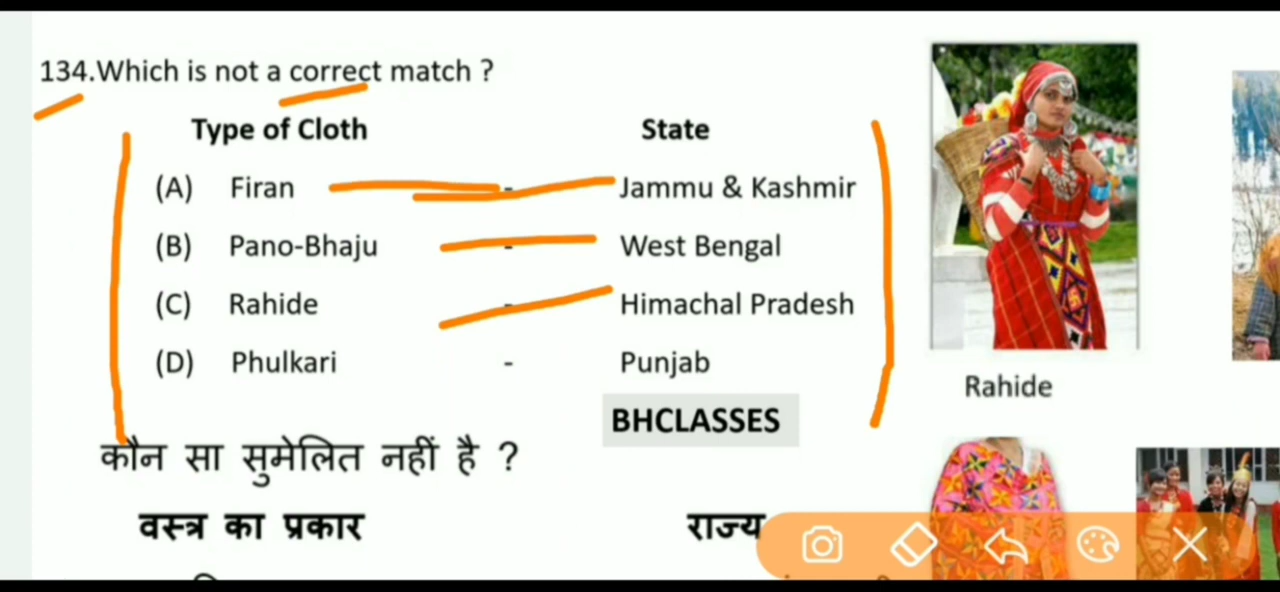 134.Which is not a correct match ?
Type of Cloth State
(A) Firan - Jammu & Kashmir
(B) Pano-Bhaju - West Bengal
(C) Rahide - Himachal Pradesh
(D) Phulkari - Punjab
BHCLASSES
Rahide
कौन सा सुमेलित नहीं है ?
वस्त्र का प्रकार राज्य